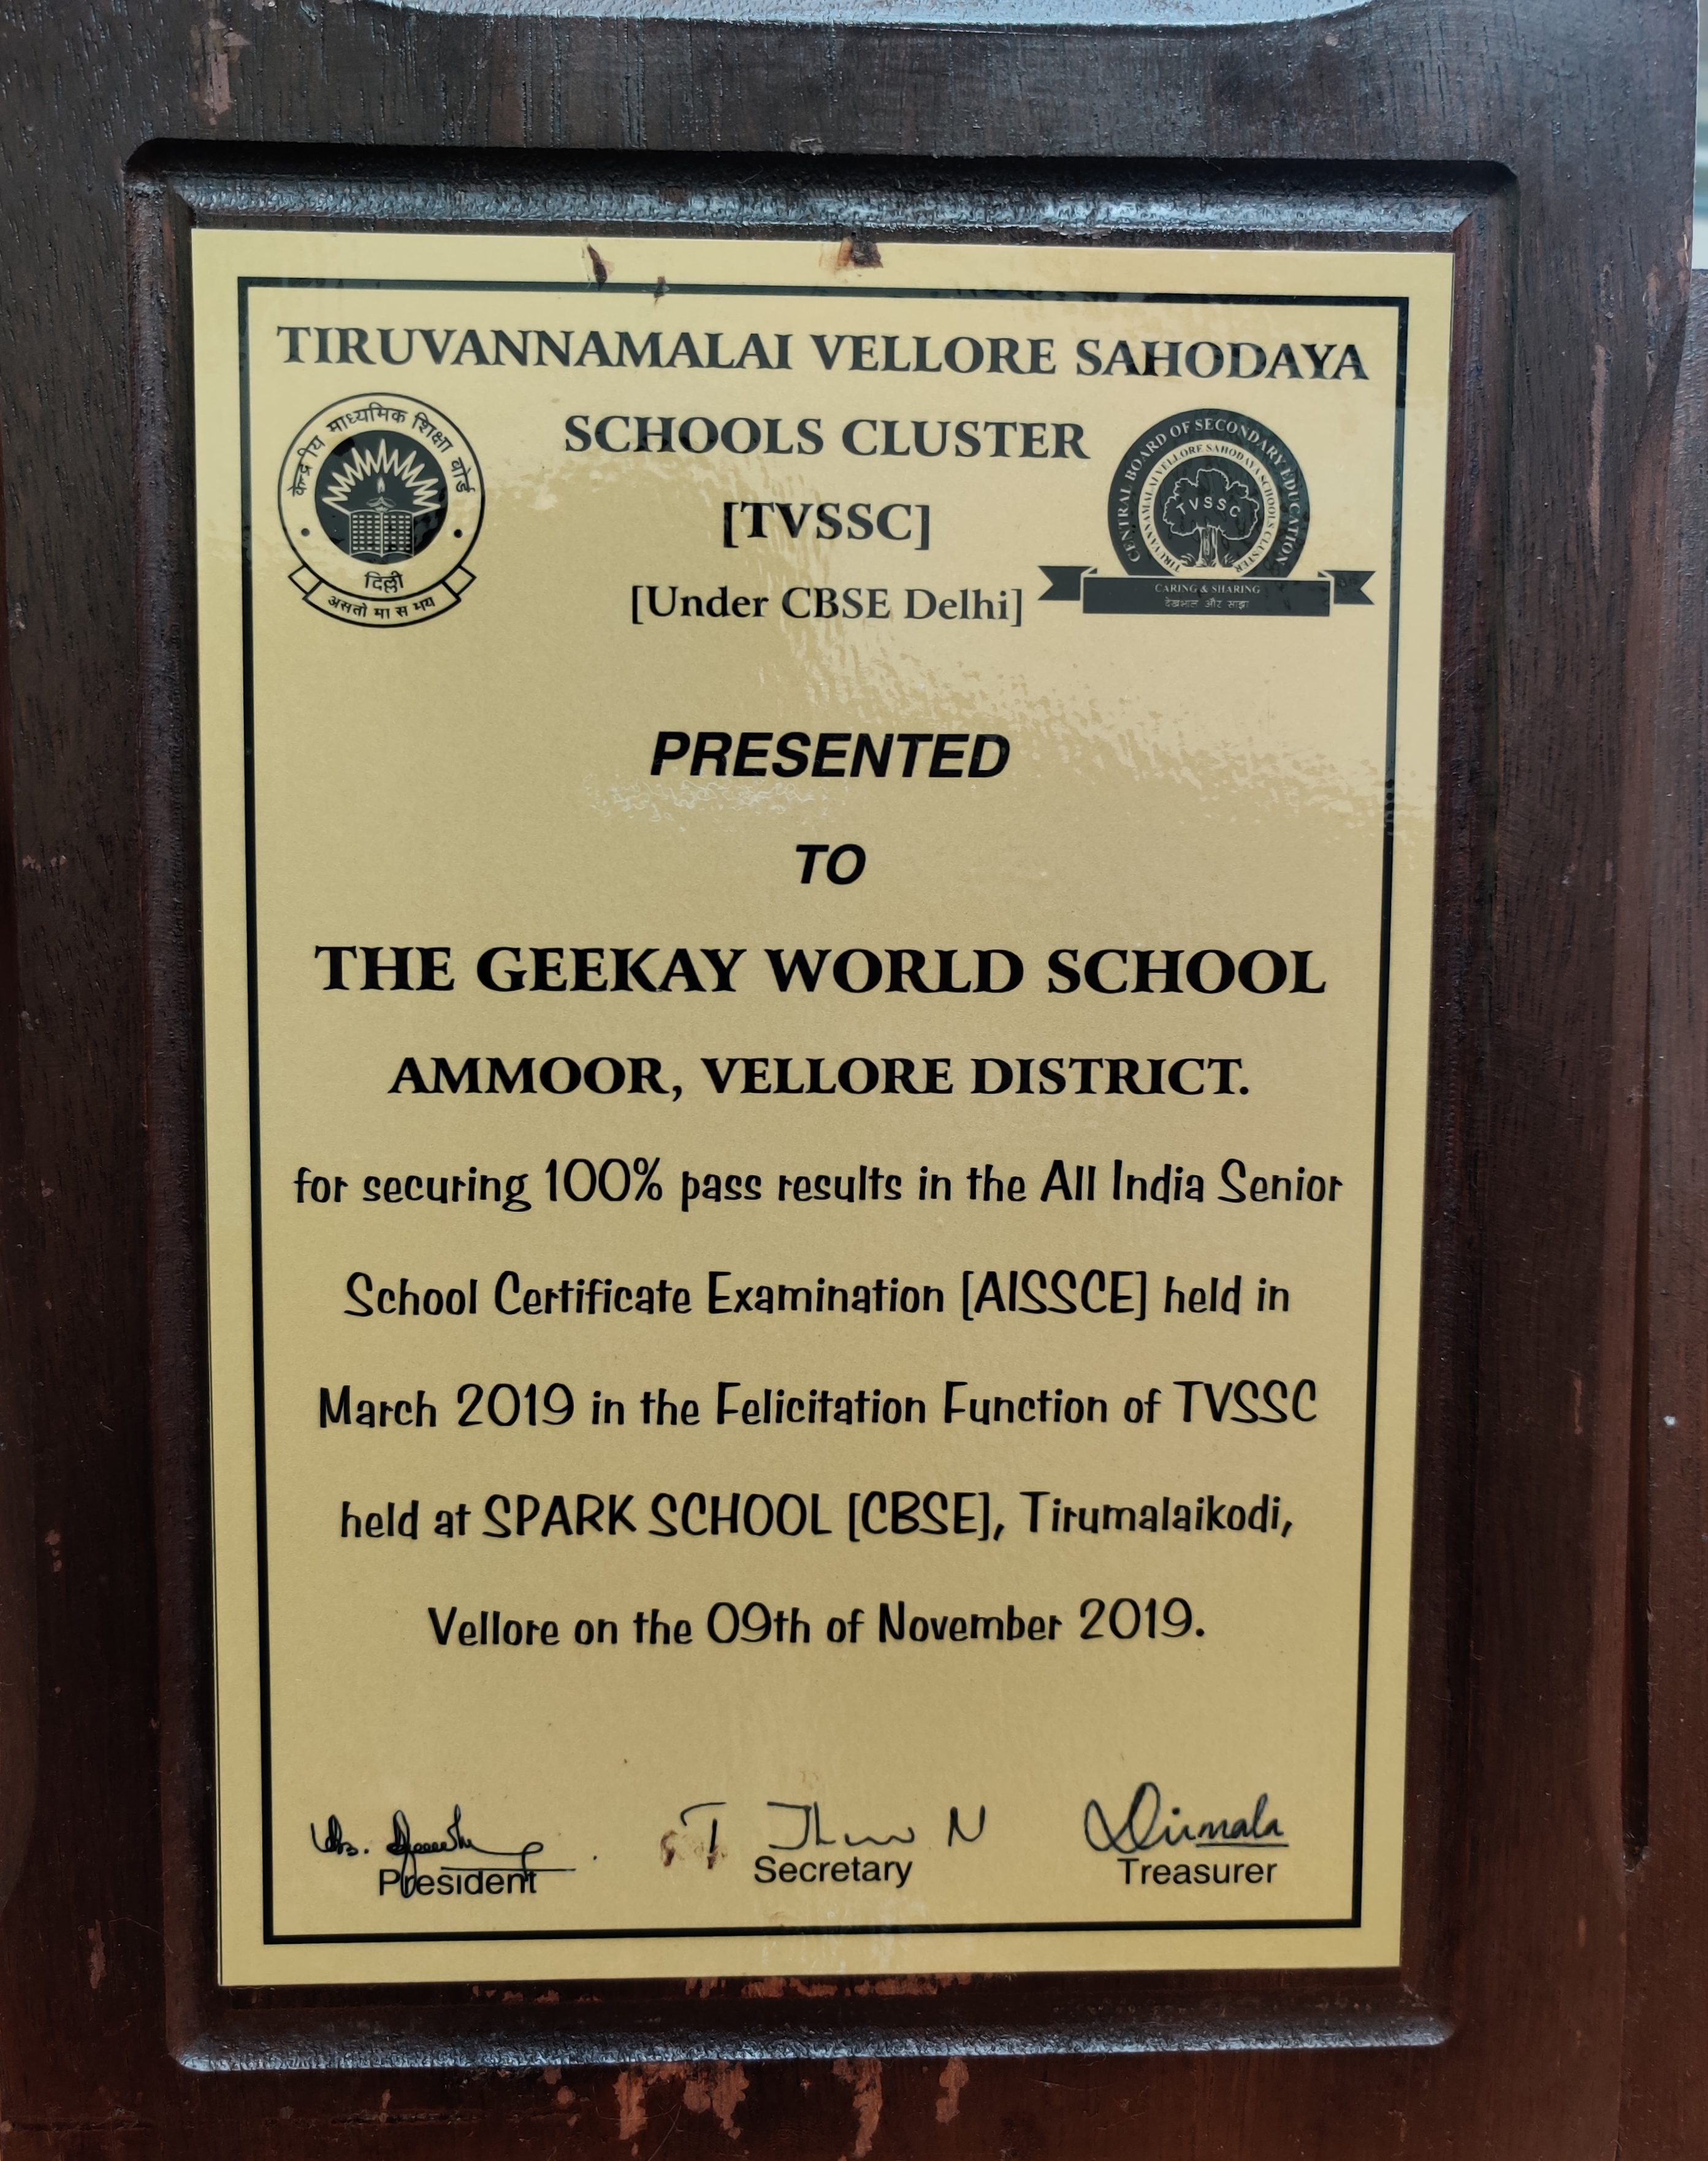 TIRUVANNAMALAI VELLORE SAHODAYA
SCHOOLS CLUSTER
[TVSSC]
[Under CBSE Delhi]
केन्द्रीय माध्यमिक शिक्षा बोर्ड
दिल्ली
असतो मा स मय
CENTRAL BOARD OF SECONDARY EDUCATION
TIRUVANNAMALAI VELLORE SAHODAYA SCHOOLS CLUSTER
TVSSC
CARING & SHARING
देखभाल और साझा
PRESENTED
TO
THE GEEKAY WORLD SCHOOL
AMMOOR, VELLORE DISTRICT.
for securing 100% pass results in the All India Senior
School Certificate Examination [AISSCE] held in
March 2019 in the Felicitation Function of TVSSC
held at SPARK SCHOOL [CBSE], Tirumalaikodi,
Vellore on the 09th of November 2019.
President
Secretary
Treasurer